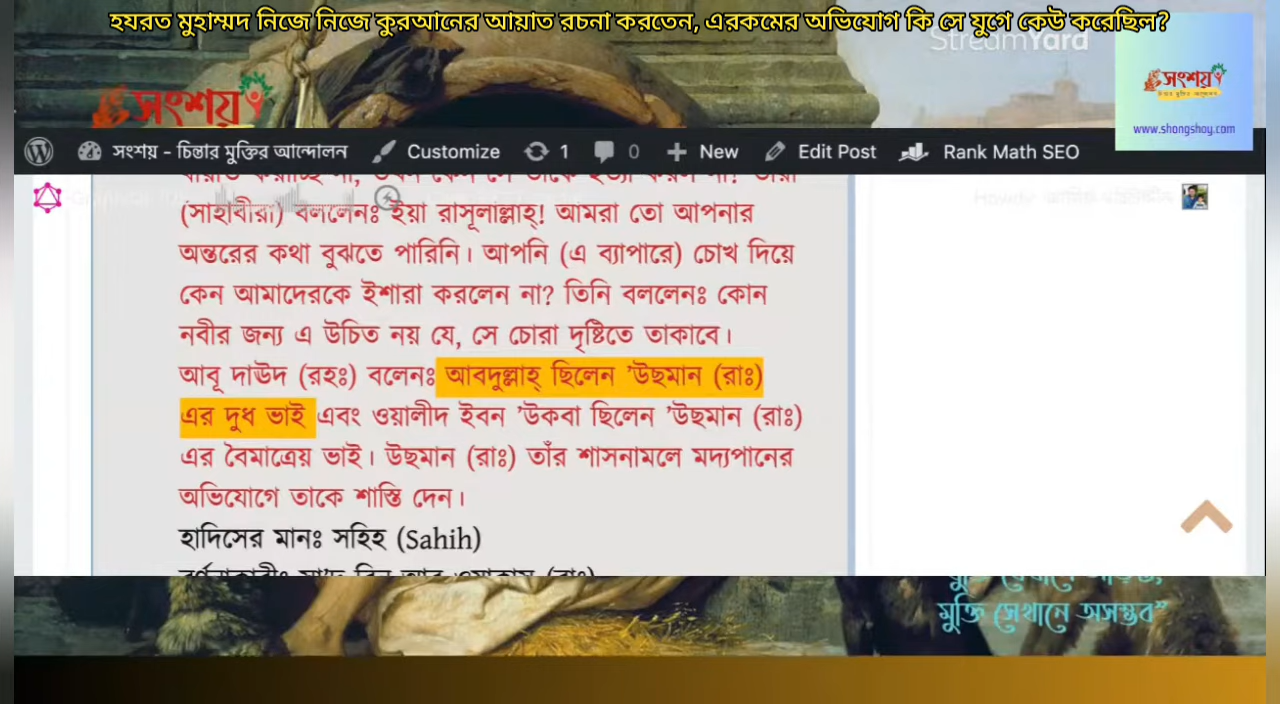 হযরত মুহাম্মদ নিজে নিজে কুরআনের আয়াত রচনা করতেন, এরকমের অভিযোগ কি সে যুগে কেউ করেছিল?
StreamYard
সংশয়
সংশয়
চিন্তার মুক্তির আন্দোলন
www.shongshoy.com
সংশয় – চিন্তার মুক্তির আন্দোলন Customize 1 0 New Edit Post Rank Math SEO
(সাহাবীরা) বললেনঃ ইয়া রাসূলাল্লাহ্! আমরা তো আপনার
অন্তরের কথা বুঝতে পারিনি। আপনি (এ ব্যাপারে) চোখ দিয়ে
কেন আমাদেরকে ইশারা করলেন না? তিনি বললেনঃ কোন
নবীর জন্য এ উচিত নয় যে, সে চোরা দৃষ্টিতে তাকাবে।
আবূ দাঊদ (রহঃ) বলেনঃ আবদুল্লাহ্ ছিলেন ’উছমান (রাঃ)
এর দুধ ভাই এবং ওয়ালীদ ইবন ’উকবা ছিলেন ’উছমান (রাঃ)
এর বৈমাত্রেয় ভাই। উছমান (রাঃ) তাঁর শাসনামলে মদ্যপানের
অভিযোগে তাকে শাস্তি দেন।
হাদিসের মানঃ সহিহ (Sahih)
মুক্তি সেখানে অসম্ভব”